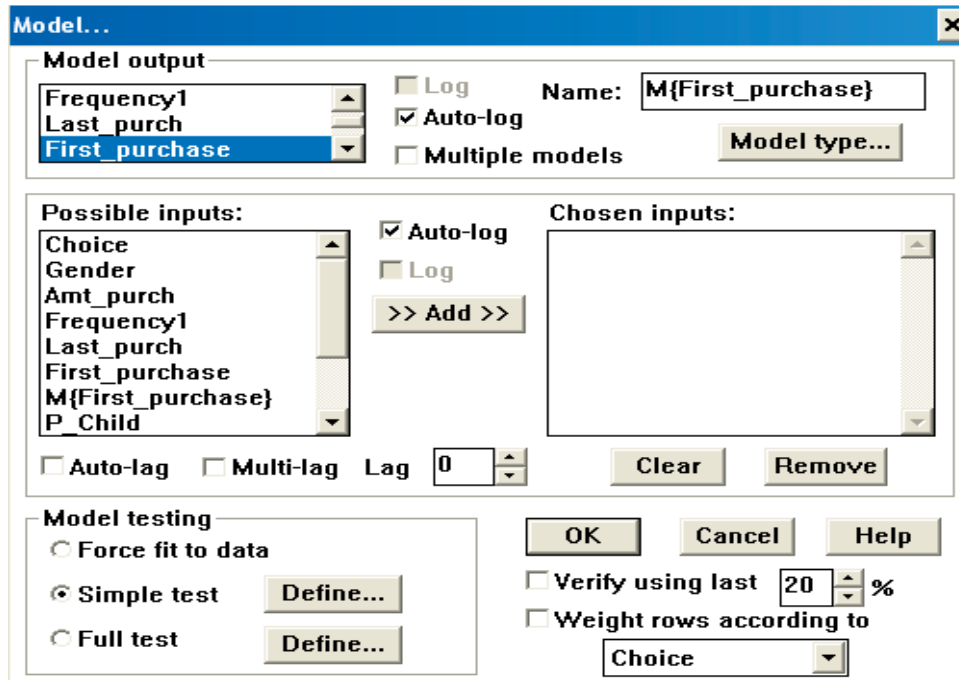 Model...
Model output
Frequency1
Last_purch
First_purchase
Log
Auto-log
Multiple models
Name: M{First_purchase}
Model type...
Possible inputs:
Choice
Gender
Amt_purch
Frequency1
Last_purch
First_purchase
M{First_purchase}
P_Child
Auto-log
Log
>> Add >>
Chosen inputs:
Auto-lag Multi-lag Lag 0
Clear Remove
Model testing
Force fit to data
Simple test Define...
Full test Define...
OK Cancel Help
Verify using last 20 %
Weight rows according to
Choice